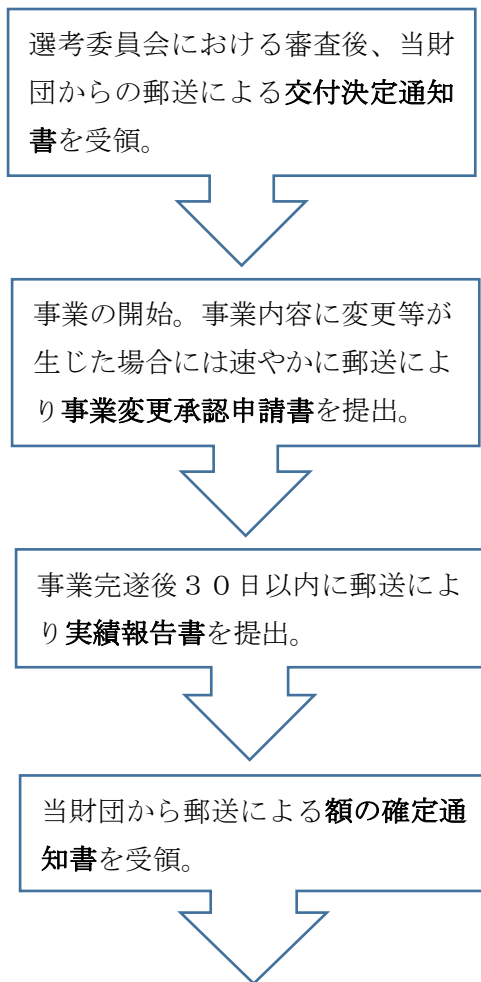 選考委員会における審査後、当財
団からの郵送による交付決定通知
書を受領。
事業の開始。事業内容に変更等が
生じた場合には速やかに郵送によ
り事業変更承認申請書を提出。
事業完遂後３０日以内に郵送によ
り実績報告書を提出。
当財団から郵送による額の確定通
知書を受領。